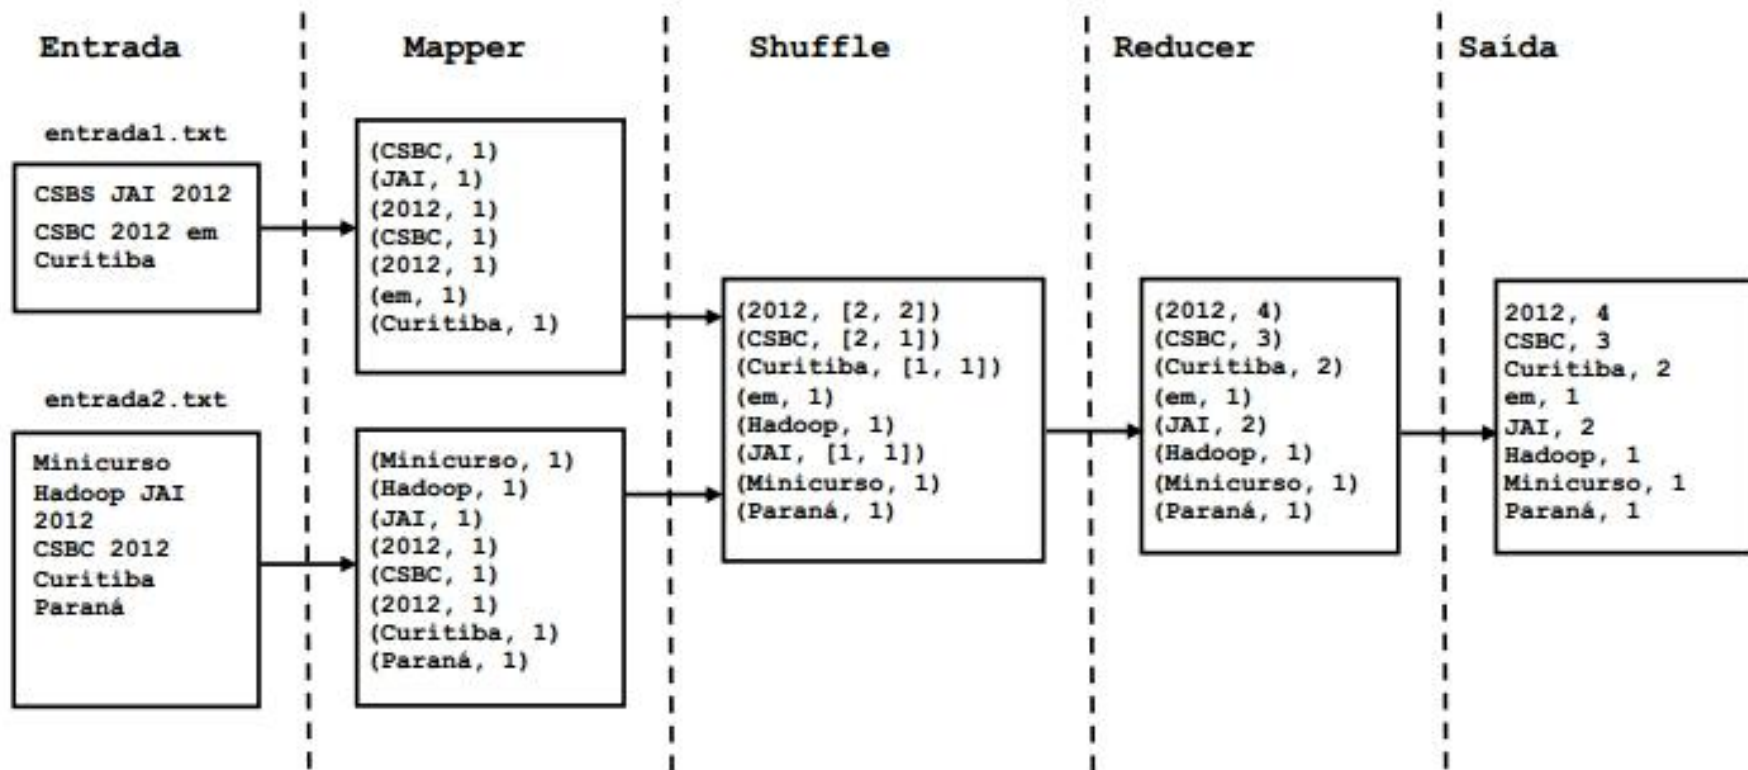 Entrada
Mapper
Shuffle
Reducer
Saída
entrada1.txt
CSBS JAI 2012
CSBC 2012 em
Curitiba
(CSBC, 1)
(JAI, 1)
(2012, 1)
(CSBC, 1)
(2012, 1)
(em, 1)
(Curitiba, 1)
entrada2.txt
Minicurso
Hadoop JAI
2012
CSBC 2012
Curitiba
Paraná
(Minicurso, 1)
(Hadoop, 1)
(JAI, 1)
(2012, 1)
(CSBC, 1)
(2012, 1)
(Curitiba, 1)
(Paraná, 1)
(2012, [2, 2])
(CSBC, [2, 1])
(Curitiba, [1, 1])
(em, 1)
(Hadoop, 1)
(JAI, [1, 1])
(Minicurso, 1)
(Paraná, 1)
(2012, 4)
(CSBC, 3)
(Curitiba, 2)
(em, 1)
(JAI, 2)
(Hadoop, 1)
(Minicurso, 1)
(Paraná, 1)
2012, 4
CSBC, 3
Curitiba, 2
em, 1
JAI, 2
Hadoop, 1
Minicurso, 1
Paraná, 1